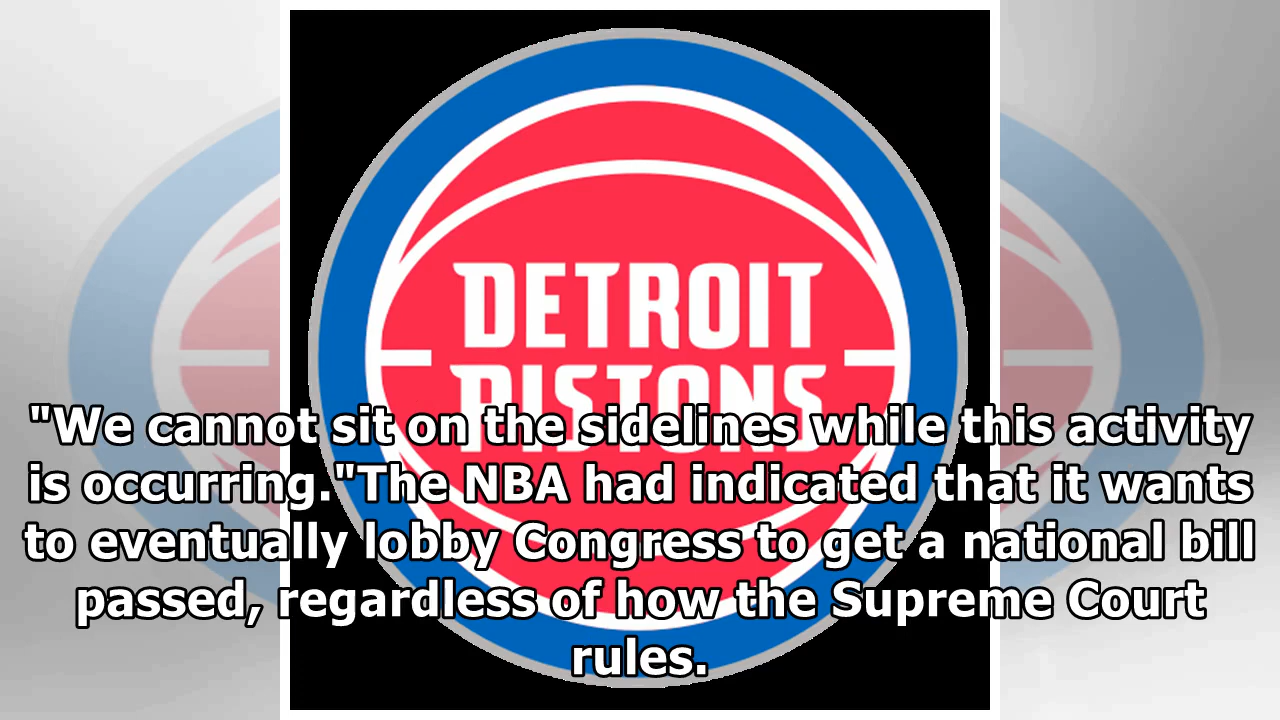 DETROIT
PISTONS
"We cannot sit on the sidelines while this activity
is occurring."The NBA had indicated that it wants
to eventually lobby Congress to get a national bill
passed, regardless of how the Supreme Court
rules.